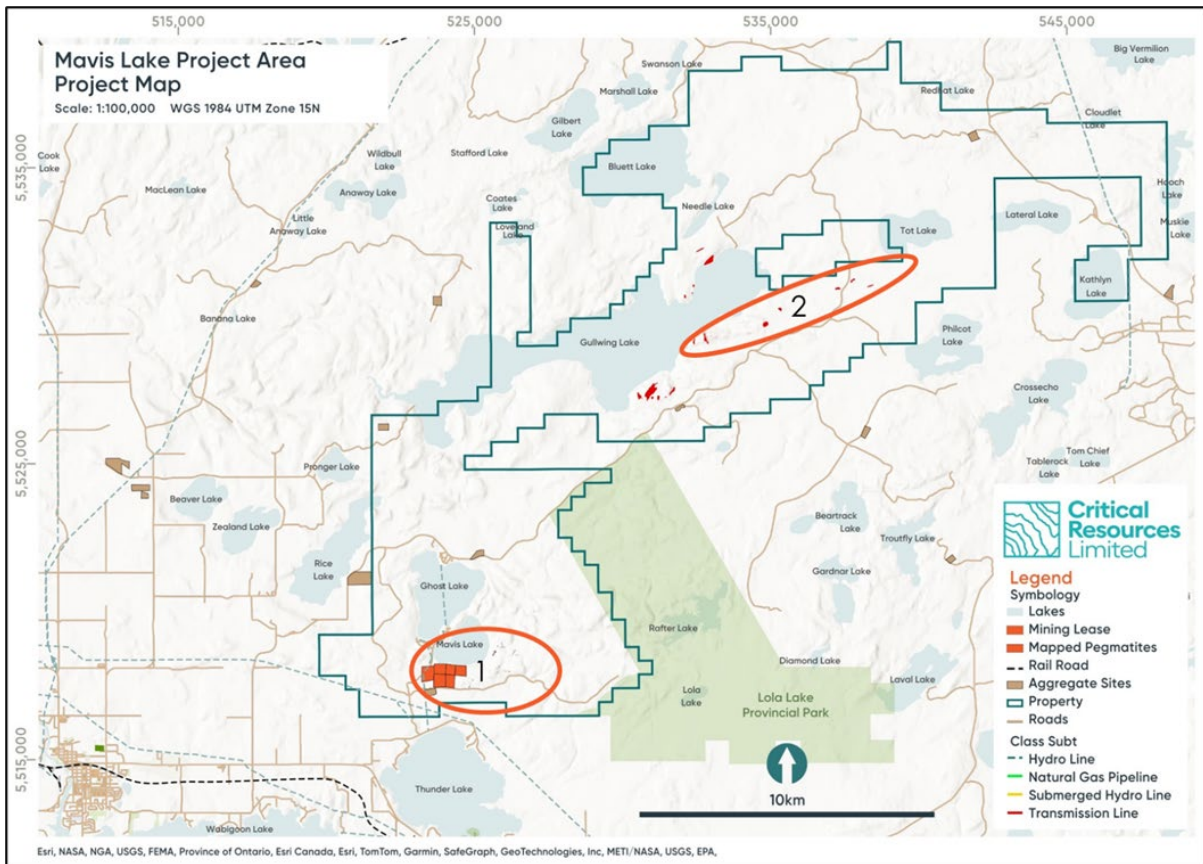 515,000
525,000
535,000
545,000
Mavis Lake Project Area
Project Map
Scale: 1:100,000 WGS 1984 UTM Zone 15N
Big Vermilion
Lake
Swanson Lake
Marshall Lake
Redhat Lake
Cloudlet
Lake
Gilbert
Lake
5,535,000
Cook
Lake
Wildbull
Lake
Stafford Lake
Bluett Lake
MacLean Lake
Anaway Lake
Hooch
Lake
Coates
Lake
Needle Lake
Little
Anaway Lake
Loveland
Lake
Tot Lake
Lateral Lake
Muskie
Lake
Kathlyn
Lake
Banana Lake
2
Gullwing Lake
Philcot
Lake
Crossecho
Lake
5,525,000
Pronger Lake
Tom Chief
Lake
Tablerock
Lake
Beaver Lake
Zealand Lake
Beartrack
Lake
Troutfly Lake
Rice
Lake
Gardnar Lake
Ghost Lake
Rafter Lake
Mavis Lake
1
Diamond Lake
Lola
Lake
Laval Lake
Lola Lake
Provincial Park
5,515,000
Thunder Lake
10km
Wabigoon Lake
Critical
Resources
Limited
Legend
Symbology
Lakes
Mining Lease
Mapped Pegmatites
Rail Road
Aggregate Sites
Property
Roads
Class Subt
Hydro Line
Natural Gas Pipeline
Submerged Hydro Line
Transmission Line
Esri, NASA, NGA, USGS, FEMA, Province of Ontario, Esri Canada, Esri, TomTom, Garmin, SafeGraph, GeoTechnologies, Inc, METI/NASA, USGS, EPA,